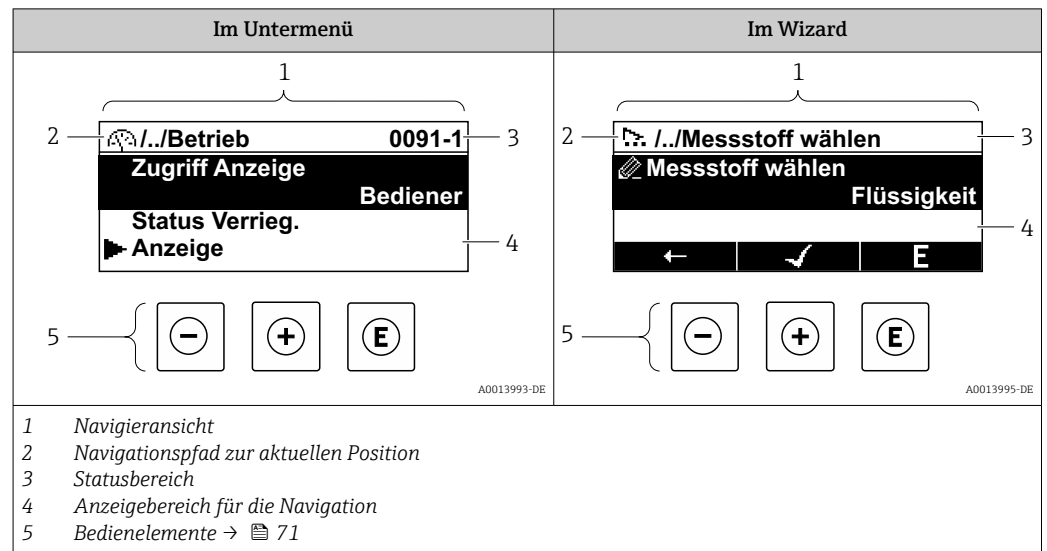 Im Untermenü
Im Wizard
1
2
/../Betrieb 0091-1
3
Zugriff Anzeige
Bediener
Status Verrieg.
Anzeige
4
5
E
A0013993-DE
1
2
/../Messstoff wählen
3
Messstoff wählen
Flüssigkeit
4
E
5
E
A0013995-DE
1 Navigieransicht
2 Navigationspfad zur aktuellen Position
3 Statusbereich
4 Anzeigebereich für die Navigation
5 Bedienelemente → 71